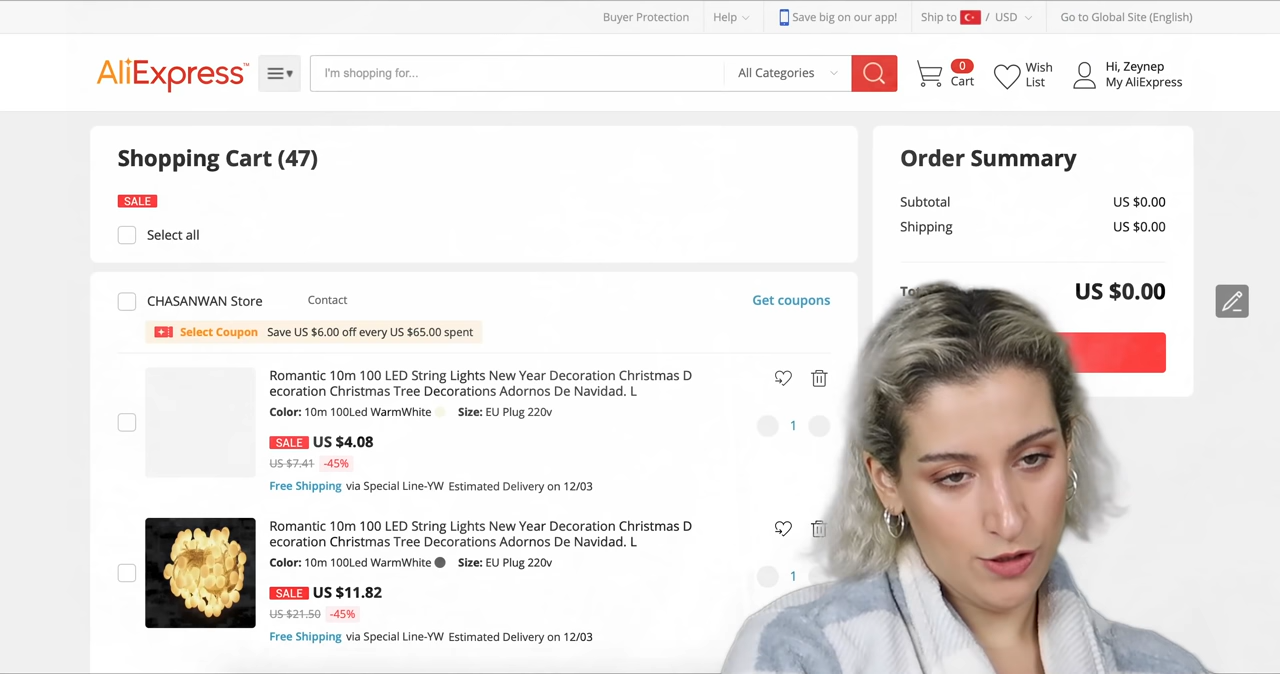 Buyer Protection Help Save big on our app! Ship to / USD Go to Global Site (English)
AliExpress™ I'm shopping for... All Categories 0 Cart Wish List Hi, Zeynep My AliExpress
Shopping Cart (47)
SALE
Select all
CHASANWAN Store Contact Get coupons
Select Coupon Save US $6.00 off every US $65.00 spent
Romantic 10m 100 LED String Lights New Year Decoration Christmas D
ecoration Christmas Tree Decorations Adornos De Navidad. L
Color: 10m 100Led WarmWhite Size: EU Plug 220v
1
SALE US $4.08
US $7.41 -45%
Free Shipping via Special Line-YW Estimated Delivery on 12/03
Romantic 10m 100 LED String Lights New Year Decoration Christmas D
ecoration Christmas Tree Decorations Adornos De Navidad. L
Color: 10m 100Led WarmWhite Size: EU Plug 220v
1
SALE US $11.82
US $21.50 -45%
Free Shipping via Special Line-YW Estimated Delivery on 12/03
Order Summary
Subtotal US $0.00
Shipping US $0.00
US $0.00